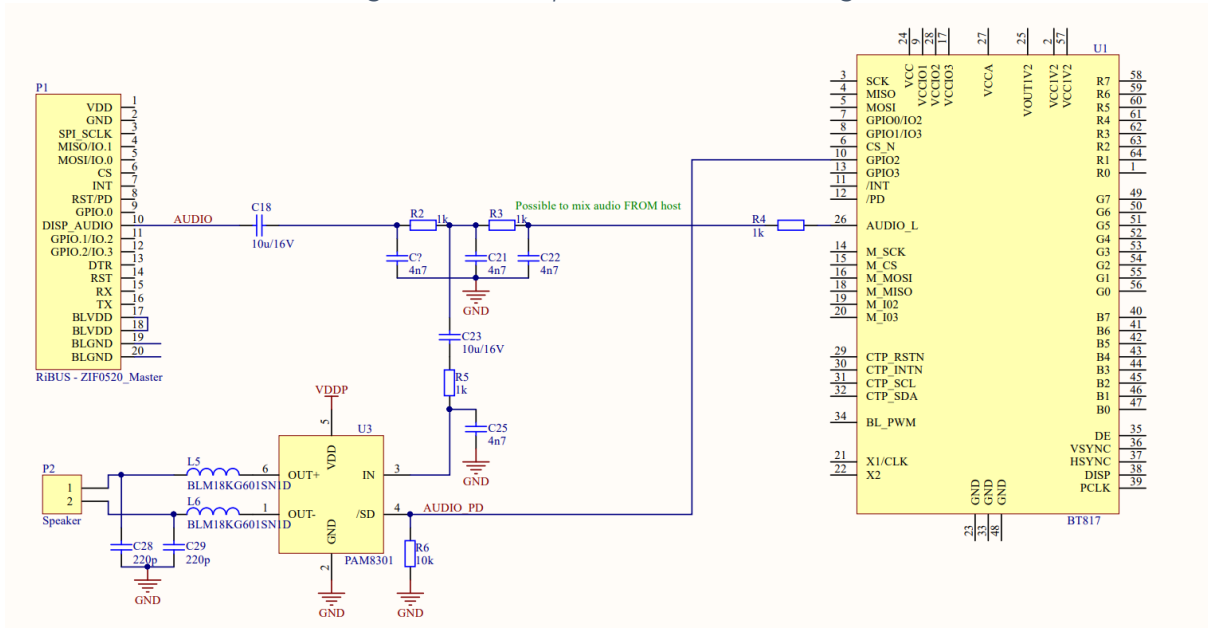 P1
VDD 1
GND 2
SPI_SCLK 3
MISO/IO.1 4
MOSI/IO.0 5
CS 6
INT 7
RST/PD 8
GPIO.0 9
DISP_AUDIO 10
GPIO.1/IO.2 11
GPIO.2/IO.3 12
DTR 13
RST 14
RX 15
TX 16
BLVDD 17
BLVDD 18
BLGND 19
BLGND 20
RiBUS - ZIF0520_Master
AUDIO
C18
10u/16V
R2
1k
R3
1k
Possible to mix audio FROM host
R4
1k
C?
4n7
C21
4n7
C22
4n7
GND
C23
10u/16V
R5
1k
C25
4n7
GND
VDDP
U3
5
VDD
6 OUT+
1 OUT-
IN 3
/SD 4
GND
2
PAM8301
GND
AUDIO_PD
R6
10k
GND
L5
BLM18KG601SN1D
L6
BLM18KG601SN1D
P2
1
2
Speaker
C28
220p
C29
220p
GND
U1
24 VCC
9 VCCIO1
28 VCCIO2
17 VCCIO3
27 VCCA
25 VOUT1V2
2 VCC1V2
57 VCC1V2
3 SCK
4 MISO
5 MOSI
7 GPIO0/IO2
8 GPIO1/IO3
6 CS_N
10 GPIO2
13 GPIO3
11 /INT
12 /PD
26 AUDIO_L
14 M_SCK
15 M_CS
16 M_MOSI
18 M_MISO
19 M_I02
20 M_I03
29 CTP_RSTN
30 CTP_INTN
31 CTP_SCL
32 CTP_SDA
34 BL_PWM
21 X1/CLK
22 X2
R7 58
R6 59
R5 60
R4 61
R3 62
R2 63
R1 64
R0 1
G7 49
G6 50
G5 51
G4 52
G3 53
G2 54
G1 55
G0 56
B7 40
B6 41
B5 42
B4 43
B3 44
B2 45
B1 46
B0 47
DE 35
VSYNC 36
HSYNC 37
DISP 38
PCLK 39
GND 23
GND 33
GND 48
BT817